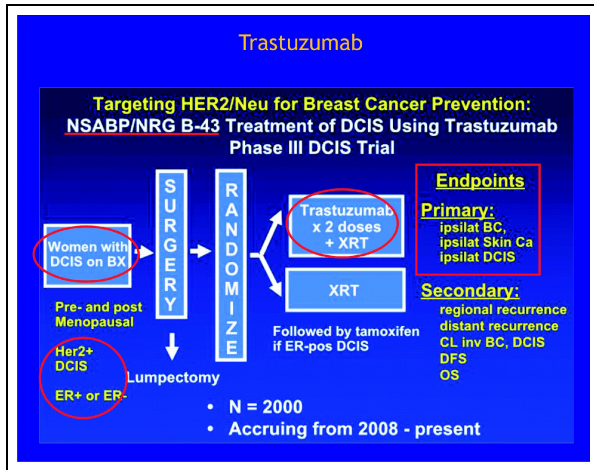 Trastuzumab
Targeting HER2/Neu for Breast Cancer Prevention:
NSABP/NRG B-43 Treatment of DCIS Using Trastuzumab
Phase III DCIS Trial
Women with
DCIS on BX
Pre- and post
Menopausal
Her2+
DCIS
ER+ or ER-
SURGERY
Lumpectomy
RANDOMIZE
Trastuzumab
x 2 doses
+ XRT
XRT
Followed by tamoxifen
if ER-pos DCIS
Endpoints
Primary:
ipsilat BC,
ipsilat Skin Ca
ipsilat DCIS
Secondary:
regional recurrence
distant recurrence
CL inv BC, DCIS
DFS
OS
• N = 2000
• Accruing from 2008 - present